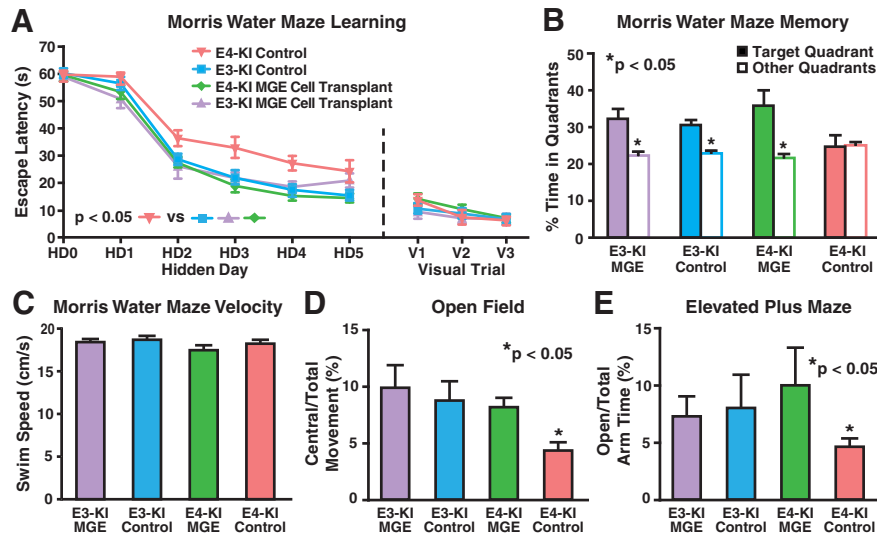 A
Morris Water Maze Learning
Escape Latency (s)
70
60
50
40
30
20
10
0
E4-KI Control
E3-KI Control
E4-KI MGE Cell Transplant
E3-KI MGE Cell Transplant
p < 0.05 vs
HD0 HD1 HD2 HD3 HD4 HD5 V1 V2 V3
Hidden Day Visual Trial
B
Morris Water Maze Memory
% Time in Quadrants
50
40
30
20
10
0
*p < 0.05
Target Quadrant
Other Quadrants
* * *
E3-KI E3-KI E4-KI E4-KI
MGE Control MGE Control
C
Morris Water Maze Velocity
Swim Speed (cm/s)
20
15
10
5
0
E3-KI E3-KI E4-KI E4-KI
MGE Control MGE Control
D
Open Field
Central/Total
Movement (%)
15
10
5
0
*p < 0.05
*
E3-KI E3-KI E4-KI E4-KI
MGE Control MGE Control
E
Elevated Plus Maze
Open/Total
Arm Time (%)
15
10
5
0
*p < 0.05
*
E3-KI E3-KI E4-KI E4-KI
MGE Control MGE Control